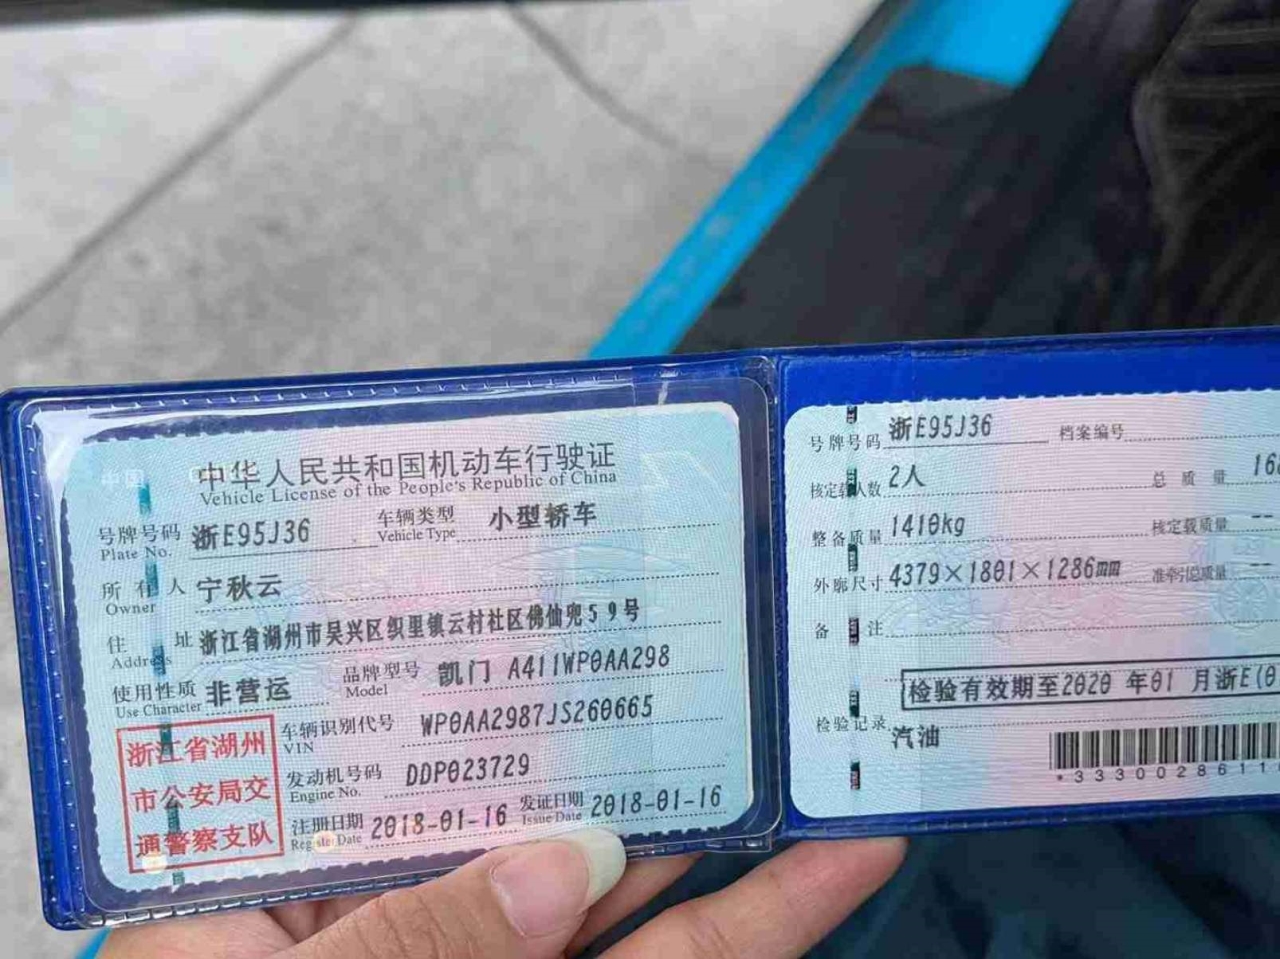 中华人民共和国机动车行驶证
Vehicle License of the People's Republic of China
号牌号码 浙E95J36 车辆类型 小型轿车
Plate No. Vehicle Type
所有人 宁秋云
Owner
住址 浙江省湖州市吴兴区织里镇云村社区佛仙兜59号
Address
使用性质 非营运 品牌型号 凯门 A411WP0AA298
Use Character Model
浙江省湖州
市公安局交
通警察支队
车辆识别代号 WP0AA2987JS260665
VIN
发动机号码 DDP023729
Engine No.
注册日期 2018-01-16 发证日期 2018-01-16
Register Date Issue Date
号牌号码 浙E95J36 档案编号
核定载人数 2人 总质量
整备质量 1410kg 核定载质量 --
外廓尺寸 4379×1801×1286mm 准牵引总质量 --
备注
检验有效期至2020年01月浙E
检验记录
汽油
*3330028611